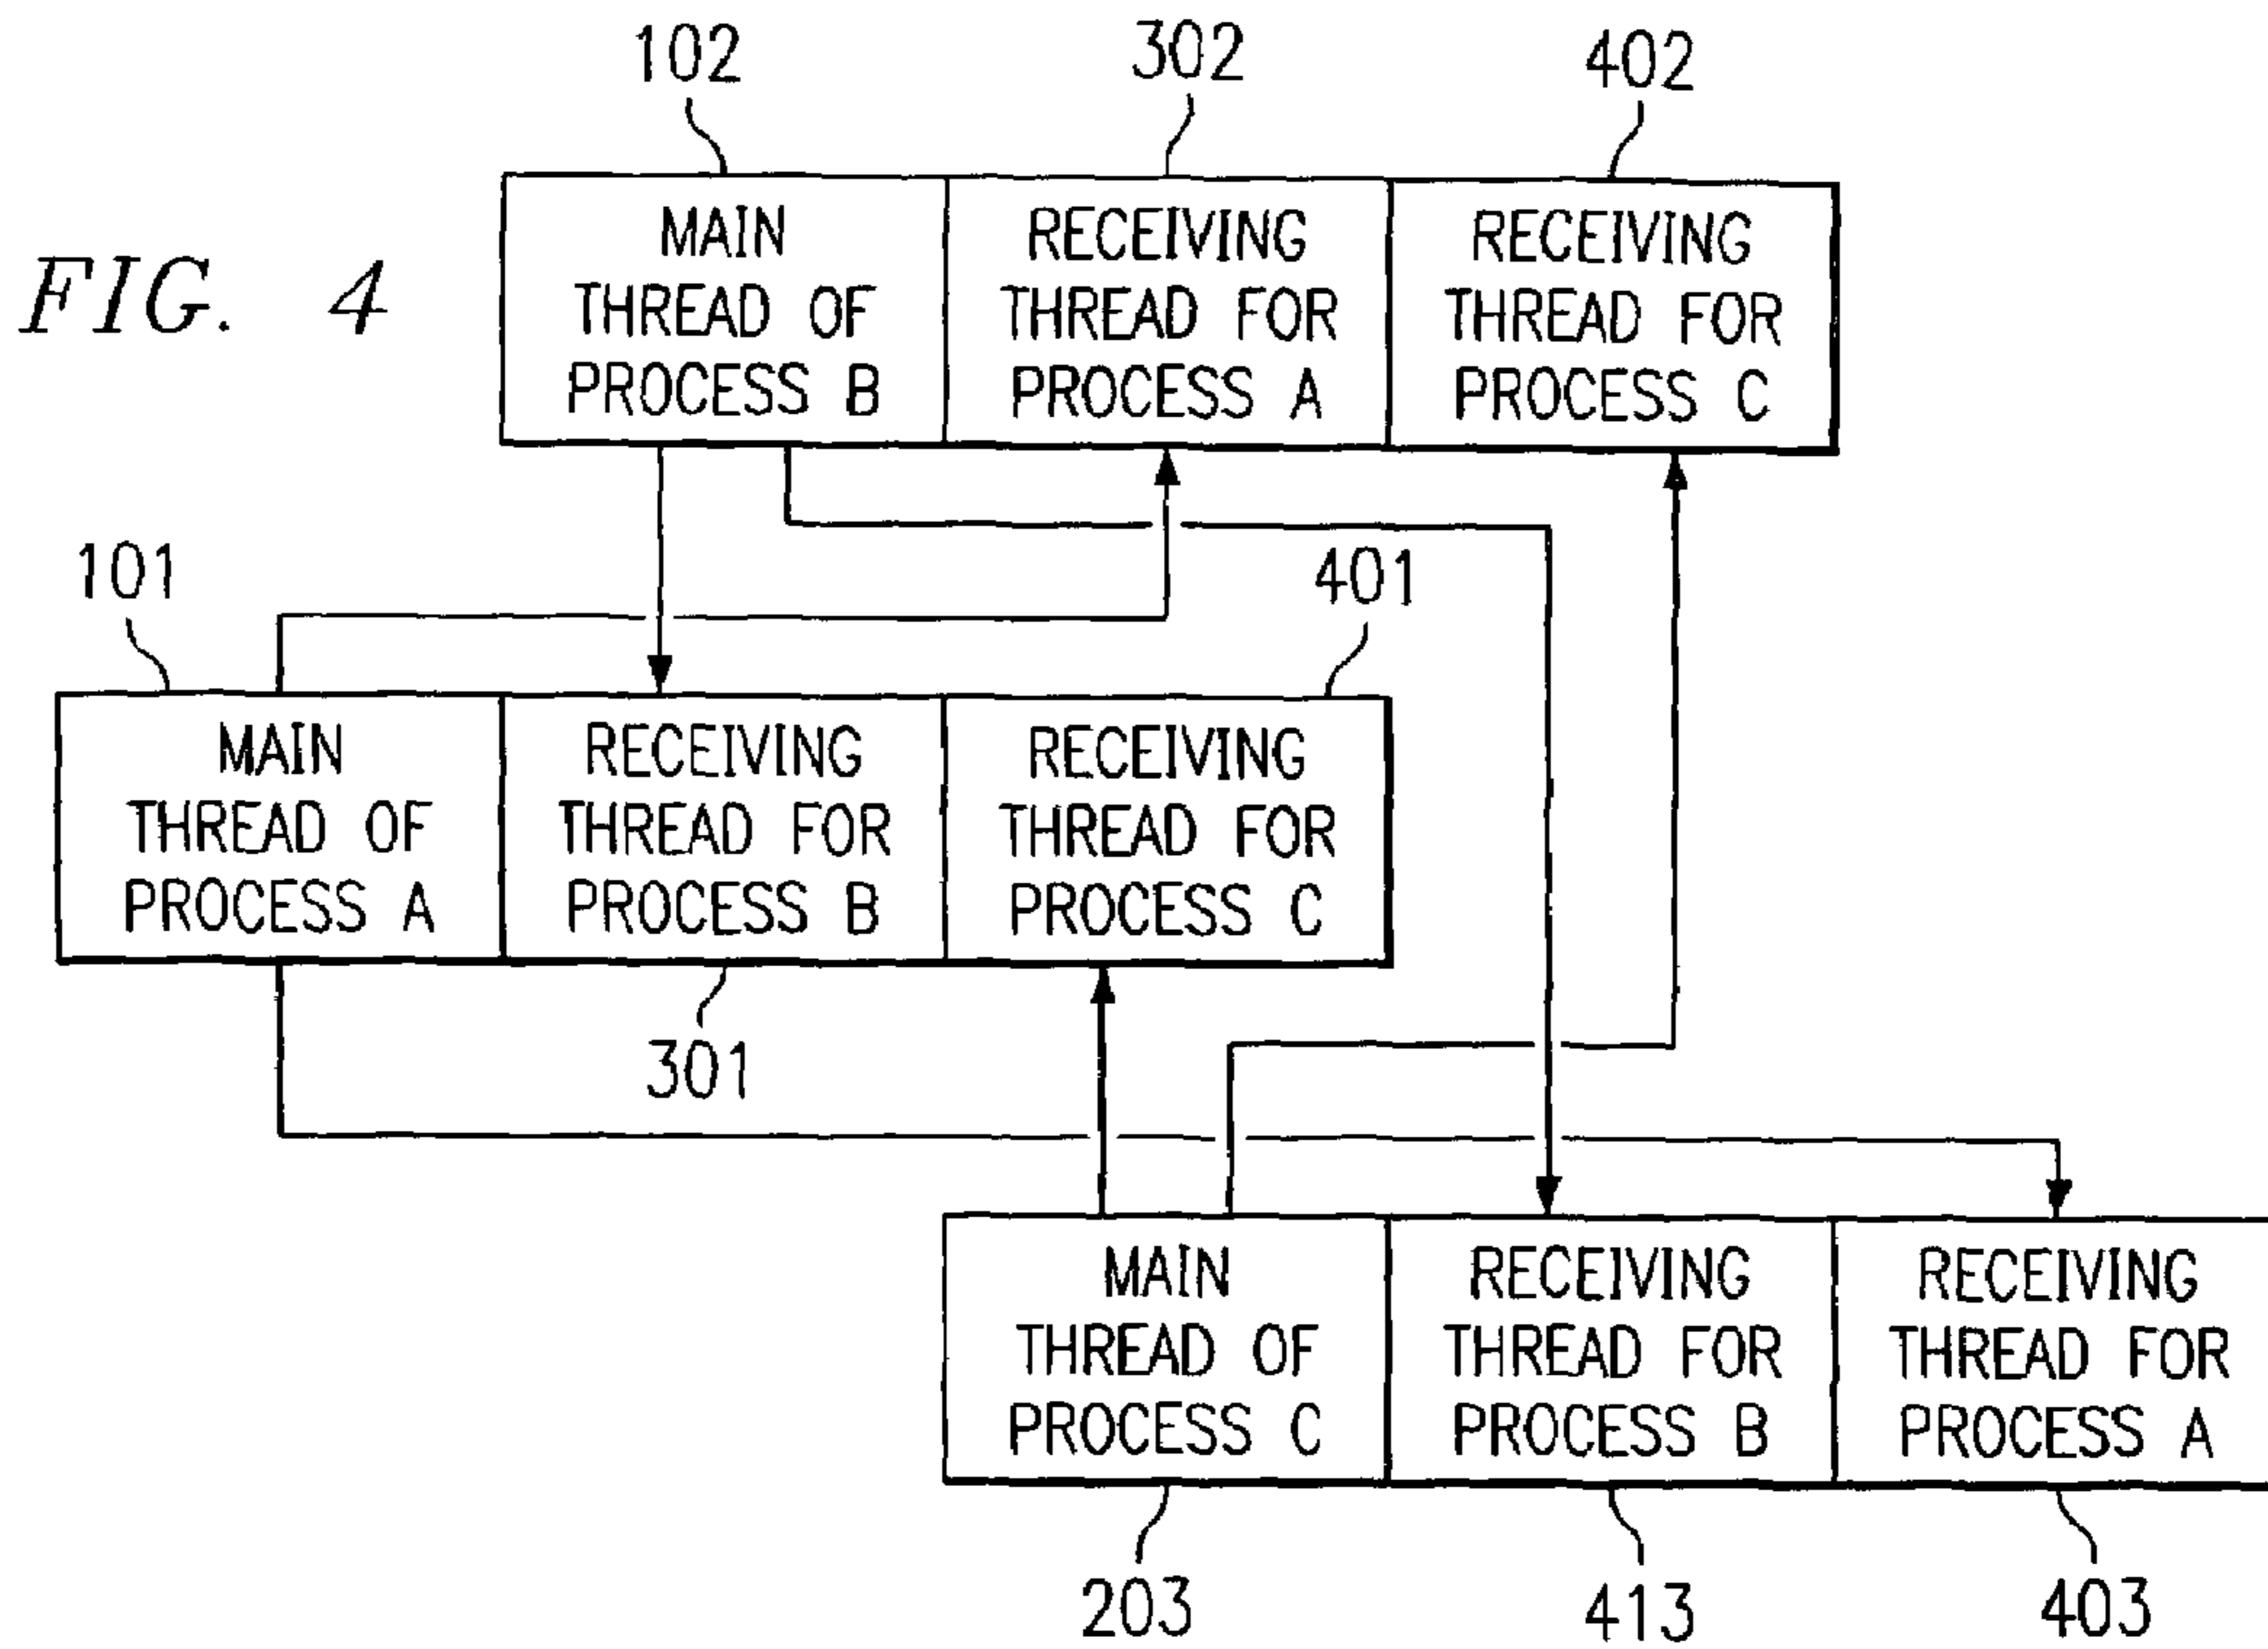 102
302
402
FIG. 4
MAIN
THREAD OF
PROCESS B
RECEIVING
THREAD FOR
PROCESS A
RECEIVING
THREAD FOR
PROCESS C
101
401
MAIN
THREAD OF
PROCESS A
RECEIVING
THREAD FOR
PROCESS B
RECEIVING
THREAD FOR
PROCESS C
301
MAIN
THREAD OF
PROCESS C
RECEIVING
THREAD FOR
PROCESS B
RECEIVING
THREAD FOR
PROCESS A
203
413
403